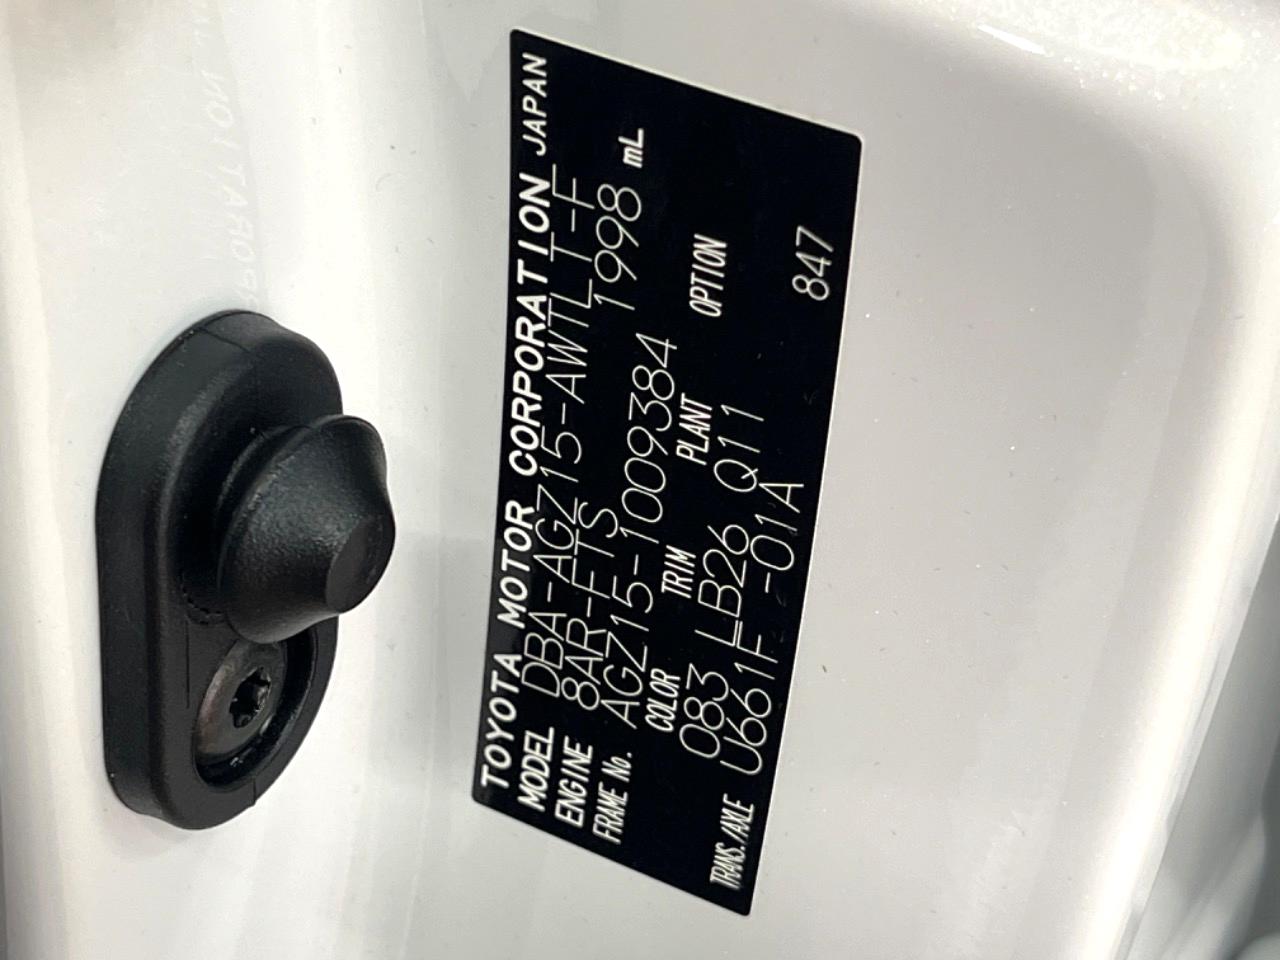 TOYOTA MOTOR CORPORATION JAPAN
MODEL DBA-AGZ15-AWTLT-F
ENGINE 8AR-FTS 1998 mL
FRAME No. AGZ15-1009384
COLOR TRIM PLANT OPTION
083 LB26 Q11
TRANS./AXLE U661F -01A 847